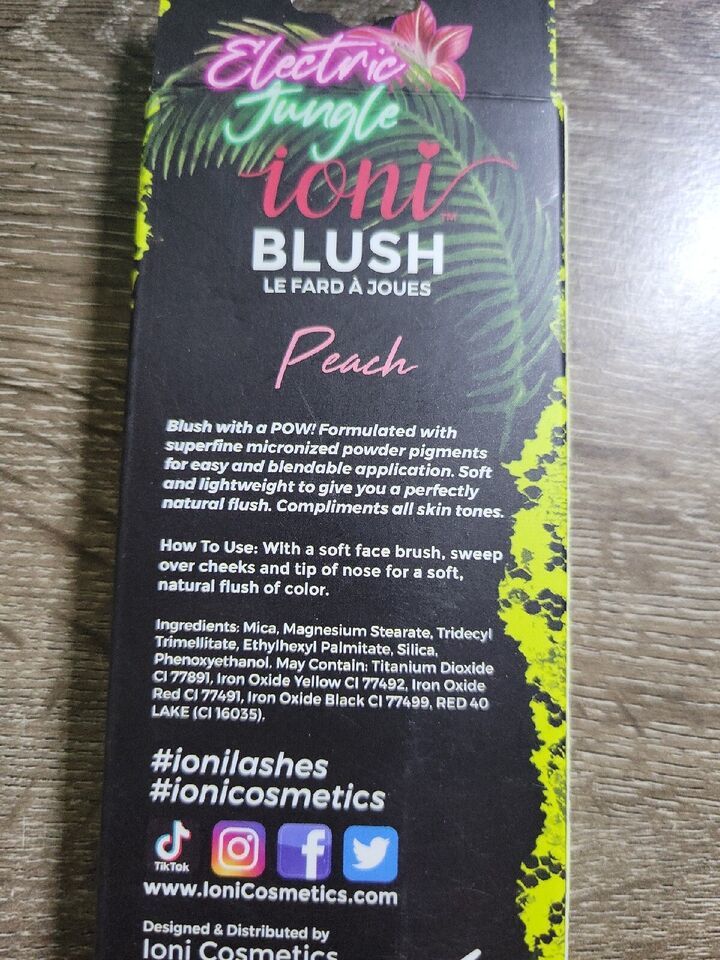 Electric
Jungle
ioni™
BLUSH
LE FARD À JOUES
Peach
Blush with a POW! Formulated with
superfine micronized powder pigments
for easy and blendable application. Soft
and lightweight to give you a perfectly
natural flush. Compliments all skin tones.
How To Use: With a soft face brush, sweep
over cheeks and tip of nose for a soft,
natural flush of color.
Ingredients: Mica, Magnesium Stearate, Tridecyl
Trimellitate, Ethylhexyl Palmitate, Silica,
Phenoxyethanol. May Contain: Titanium Dioxide
CI 77891, Iron Oxide Yellow CI 77492, Iron Oxide
Red CI 77491, Iron Oxide Black CI 77499, RED 40
LAKE (CI 16035).
#ionilashes
#ionicosmetics
TikTok
www.IoniCosmetics.com
Designed & Distributed by
Ioni Cosmetics